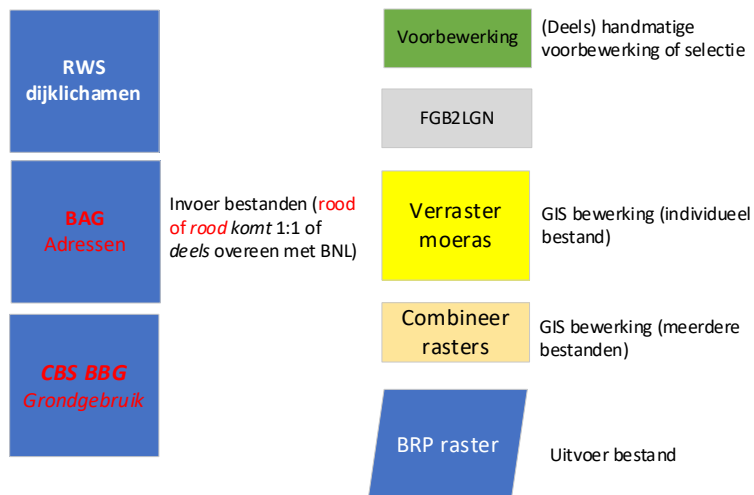 RWS
dijklichamen
BAG
Adressen
CBS BBG
Grondgebruik
Invoer bestanden (rood
of rood komt 1:1 of
deels overeen met BNL)
Voorbewerking
(Deels) handmatige
voorbewerking of selectie
FGB2LGN
Verraster
moeras
GIS bewerking (individueel
bestand)
Combineer
rasters
GIS bewerking (meerdere
bestanden)
BRP raster
Uitvoer bestand